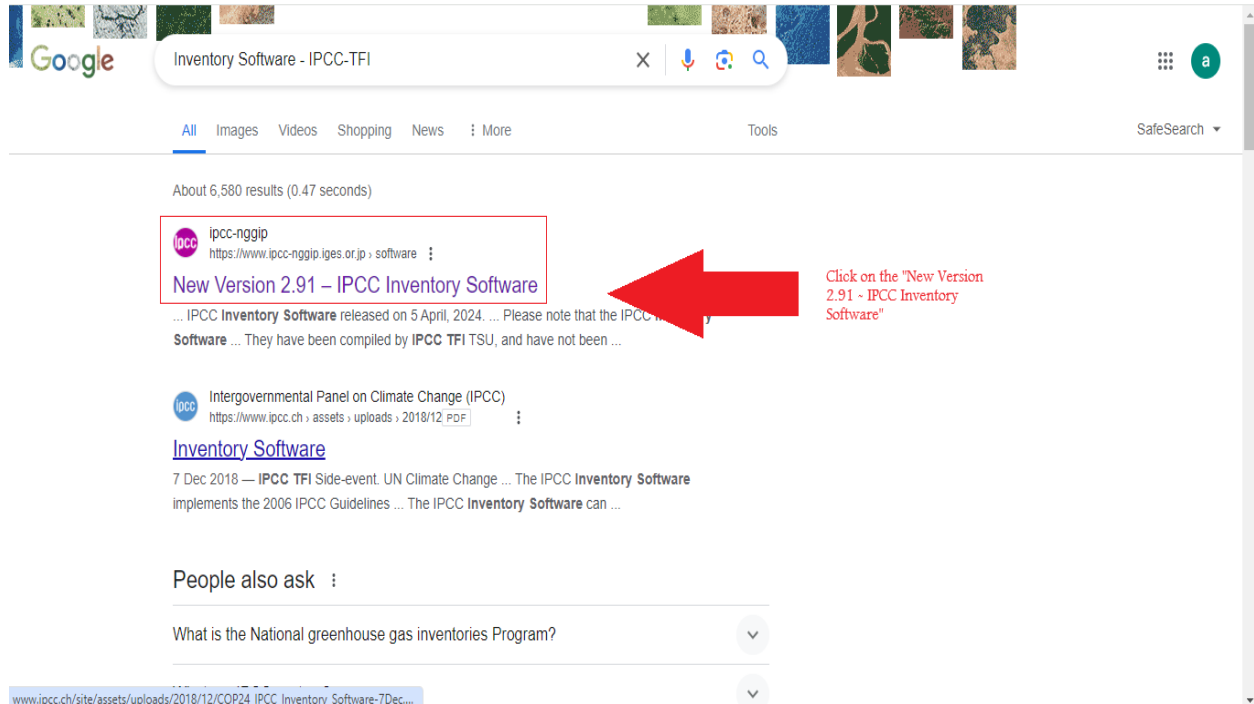 Google
Inventory Software - IPCC-TFI
a
All Images Videos Shopping News More Tools SafeSearch
About 6,580 results (0.47 seconds)
ipcc
ipcc-nggip
https://www.ipcc-nggip.iges.or.jp › software
New Version 2.91 – IPCC Inventory Software
... IPCC Inventory Software released on 5 April, 2024. ... Please note that the IPCC
Software ... They have been compiled by IPCC TFI TSU, and have not been ...
Click on the "New Version
2.91 ~ IPCC Inventory
Software"
ipcc
Intergovernmental Panel on Climate Change (IPCC)
https://www.ipcc.ch › assets › uploads › 2018/12 PDF
Inventory Software
7 Dec 2018 — IPCC TFI Side-event. UN Climate Change ... The IPCC Inventory Software
implements the 2006 IPCC Guidelines ... The IPCC Inventory Software can ...
People also ask
What is the National greenhouse gas inventories Program?
www.ipcc.ch/site/assets/uploads/2018/12/COP24_IPCC_Inventory_Software-7Dec....